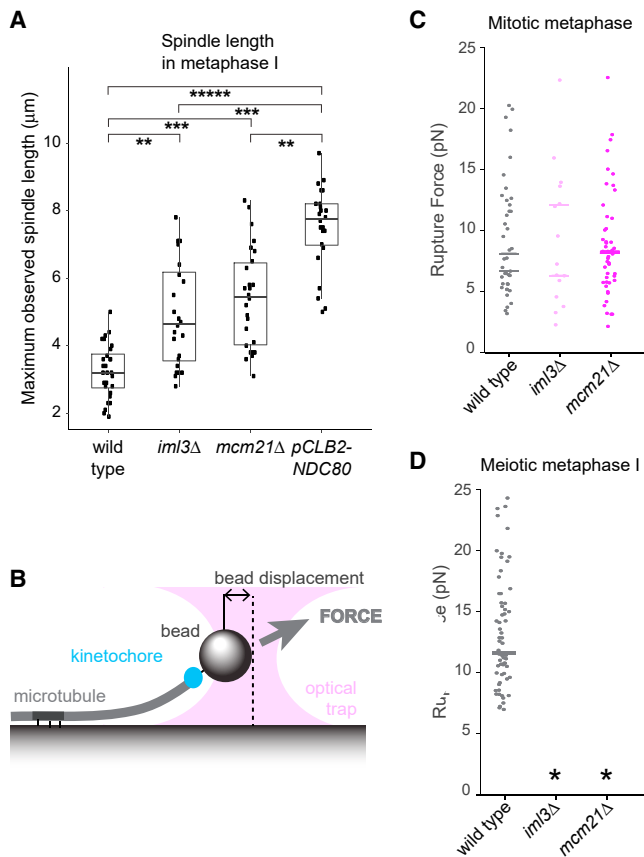 A
Spindle length
in metaphase I
*****
***
***
**
**
Maximum observed spindle length (μm)
10
8
6
4
2
wild
type
iml3Δ
mcm21Δ
pCLB2-
NDC80
B
bead displacement
bead
FORCE
kinetochore
microtubule
optical
trap
C
Mitotic metaphase
Rupture Force (pN)
25
20
15
10
5
0
wild type
iml3Δ
mcm21Δ
D
Meiotic metaphase I
(pN)
25
20
15
10
5
0
*
*
wild type
iml3Δ
mcm21Δ